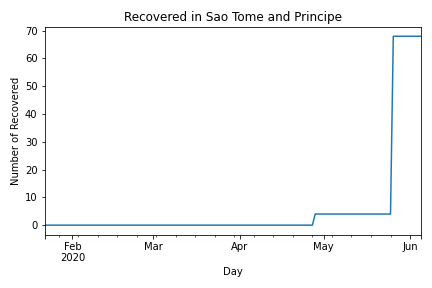 Recovered in Sao Tome and Principe
Number of Recovered
70
60
50
40
30
20
10
0
Feb
2020
Mar
Apr
May
Jun
Day